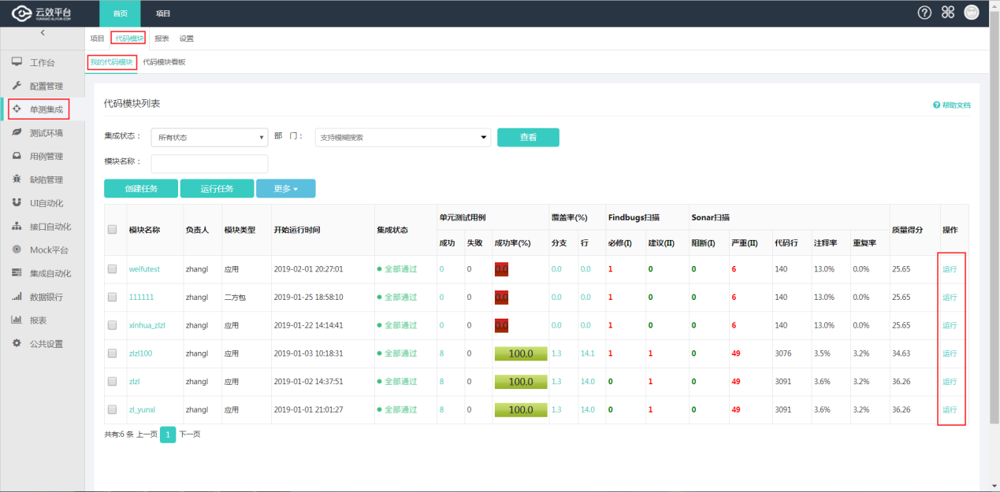 云效平台 首页 项目
YUNXIAO.ALIYUN.COM
项目 代码模块 报表 设置
我的代码模块 代码模块看板
工作台
配置管理
单测集成
测试环境
用例管理
缺陷管理
UI自动化
接口自动化
Mock平台
集成自动化
数据银行
报表
公共设置
代码模块列表
帮助文档
集成状态： 所有状态 部 门： 支持模糊搜索 查看
模块名称：
创建任务 运行任务 更多
模块名称 负责人 模块类型 开始运行时间 集成状态 单元测试用例 覆盖率(%) Findbugs扫描 Sonar扫描 质量得分 操作
成功 失败 成功率(%) 分支 行 必修(I) 建议(II) 阻断(I) 严重(II) 代码行 注释率 重复率
weifutest zhangl 应用 2019-02-01 20:27:01 全部通过 0 0 0.0 0.0 0.0 1 0 0 6 140 13.0% 0.0% 25.65 运行
111111 zhangl 二方包 2019-01-25 18:58:10 全部通过 0 0 0.0 0.0 0.0 1 0 0 6 140 13.0% 0.0% 25.65 运行
xinhua_zlzl zhangl 应用 2019-01-22 14:14:41 全部通过 0 0 0.0 0.0 0.0 1 0 0 6 140 13.0% 0.0% 25.65 运行
zlzl100 zhangl 应用 2019-01-03 10:18:31 全部通过 8 0 100.0 1.3 14.1 1 1 0 49 3076 3.5% 3.2% 34.63 运行
zlzl zhangl 应用 2019-01-02 14:37:51 全部通过 8 0 100.0 1.3 14.0 0 1 0 49 3091 3.6% 3.2% 36.26 运行
zl_yunxi zhangl 应用 2019-01-01 21:01:27 全部通过 8 0 100.0 1.3 14.0 0 1 0 49 3091 3.6% 3.2% 36.26 运行
共有:6 条 上一页 1 下一页